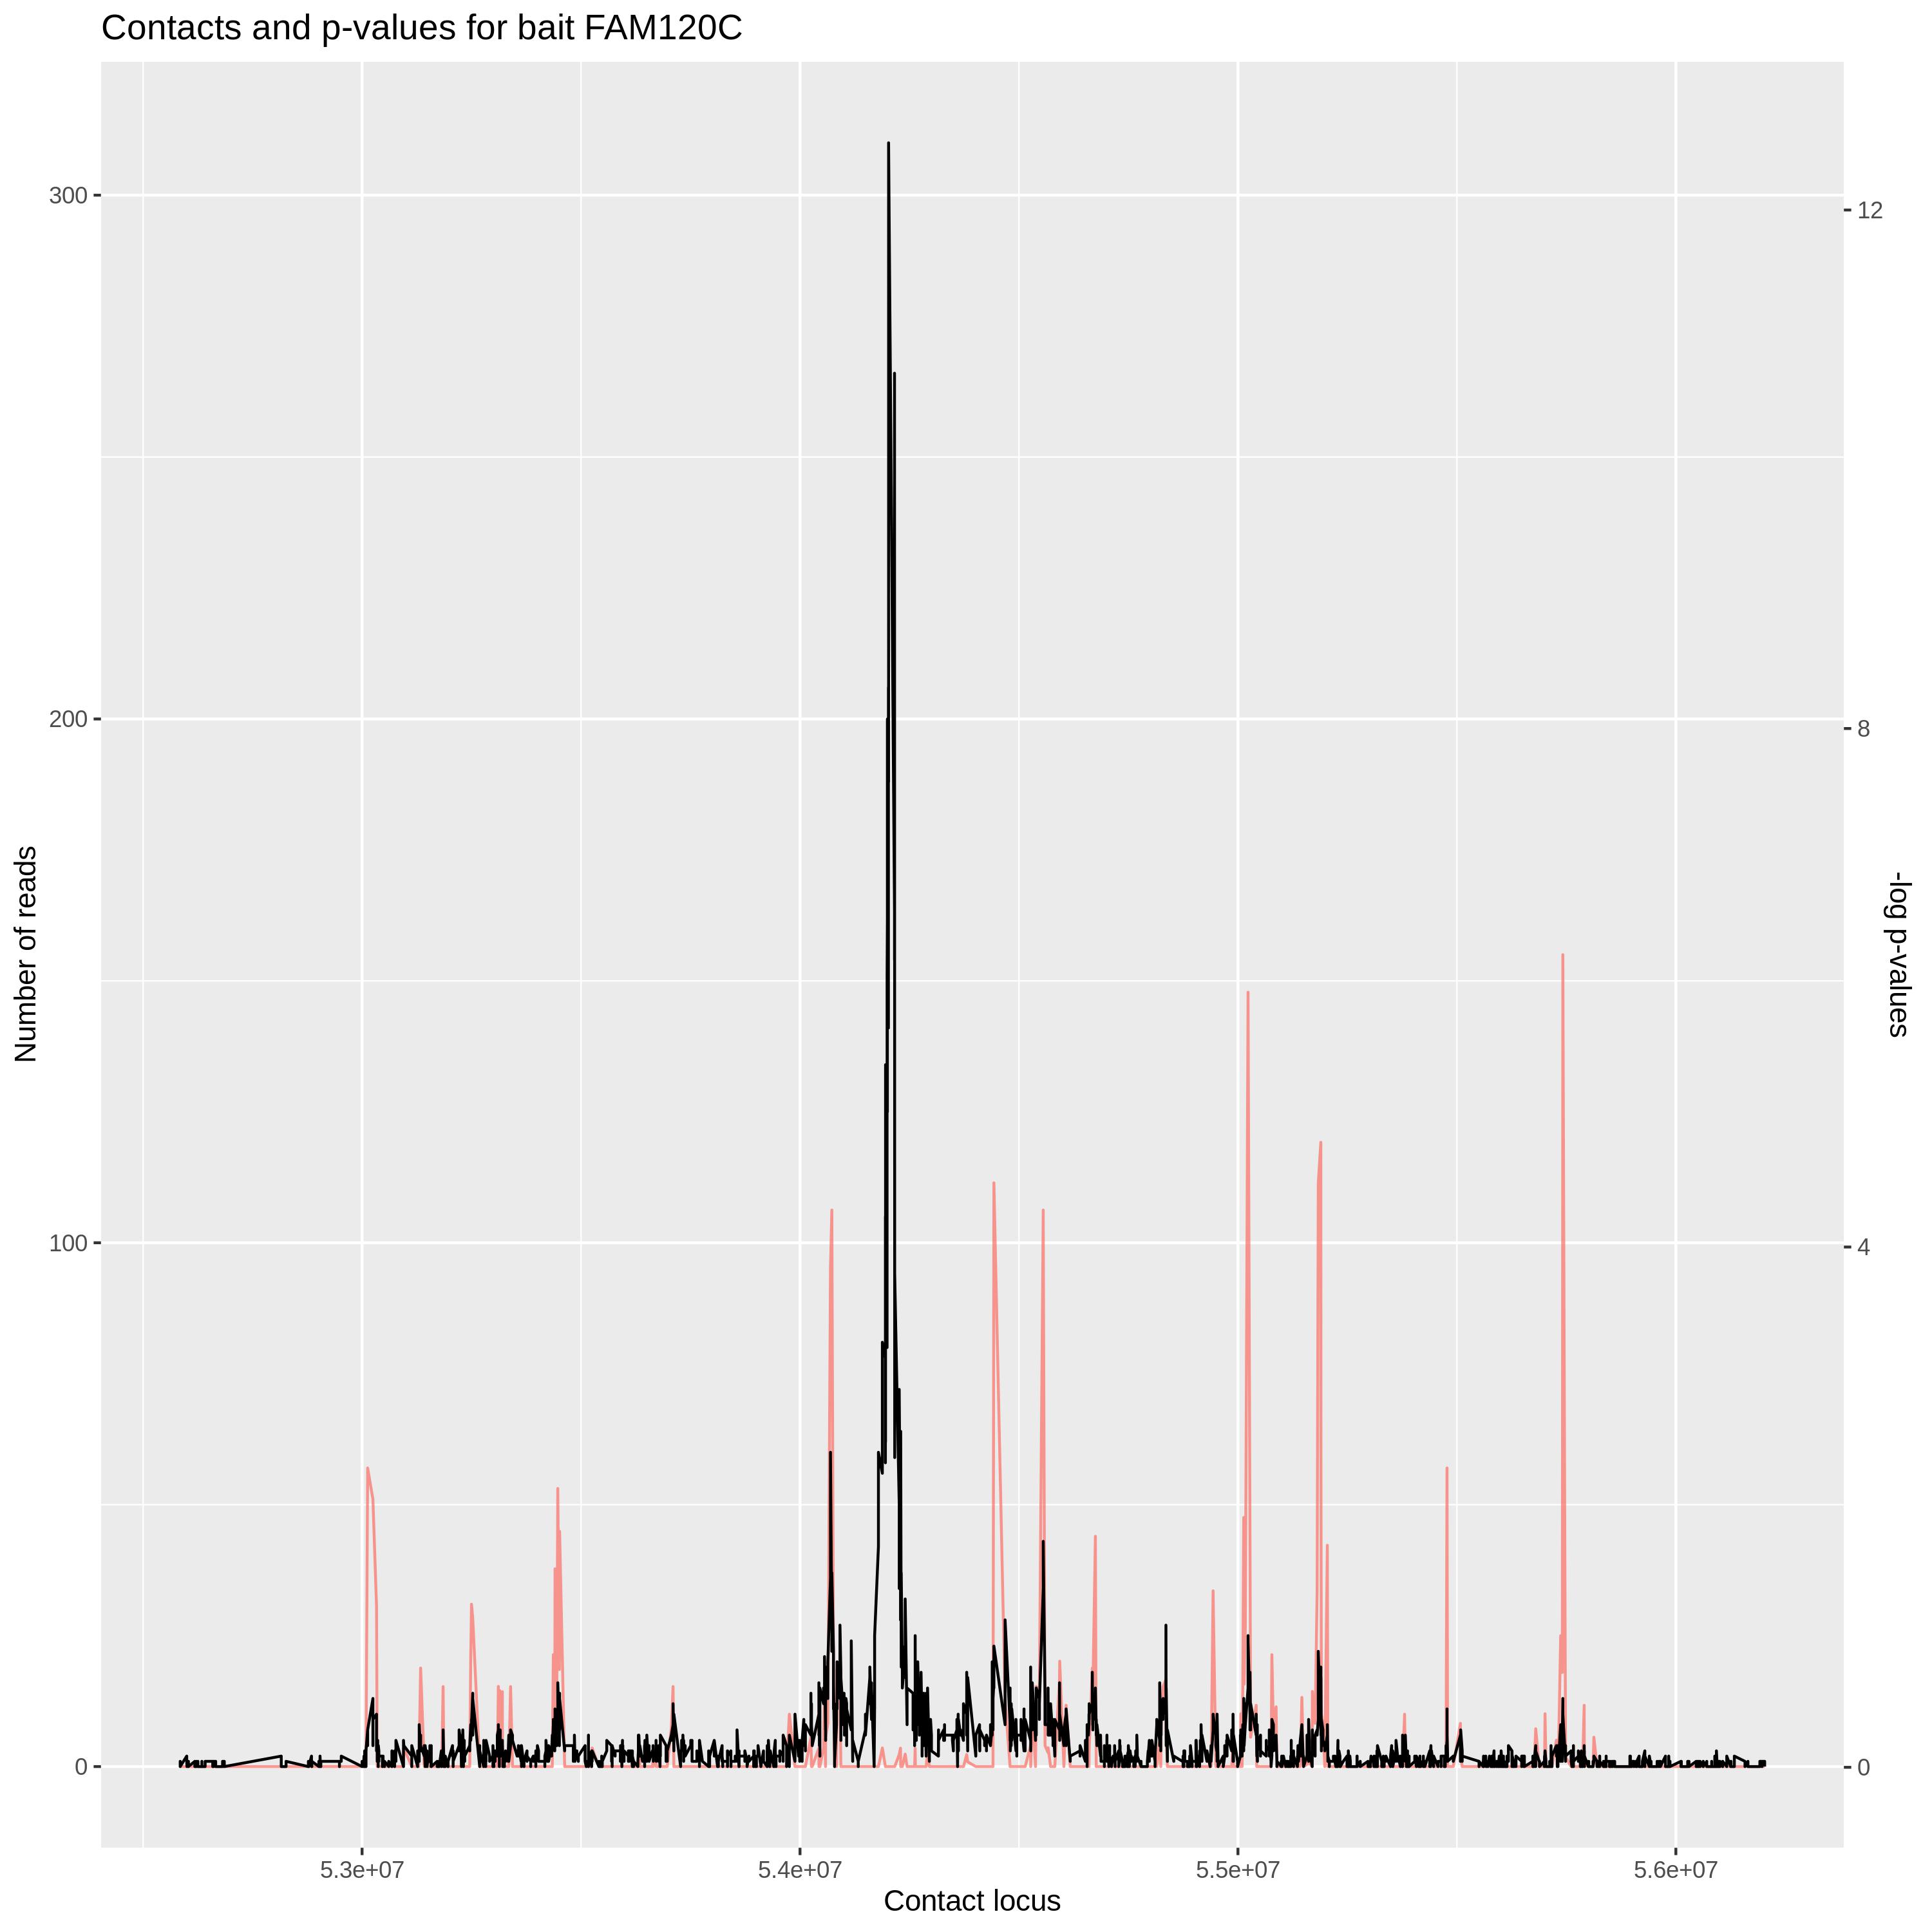 Contacts and p-values for bait FAM120C
Number of reads
300
200
100
0
12
8
4
0
-log p-values
5.3e+07
5.4e+07
5.5e+07
5.6e+07
Contact locus